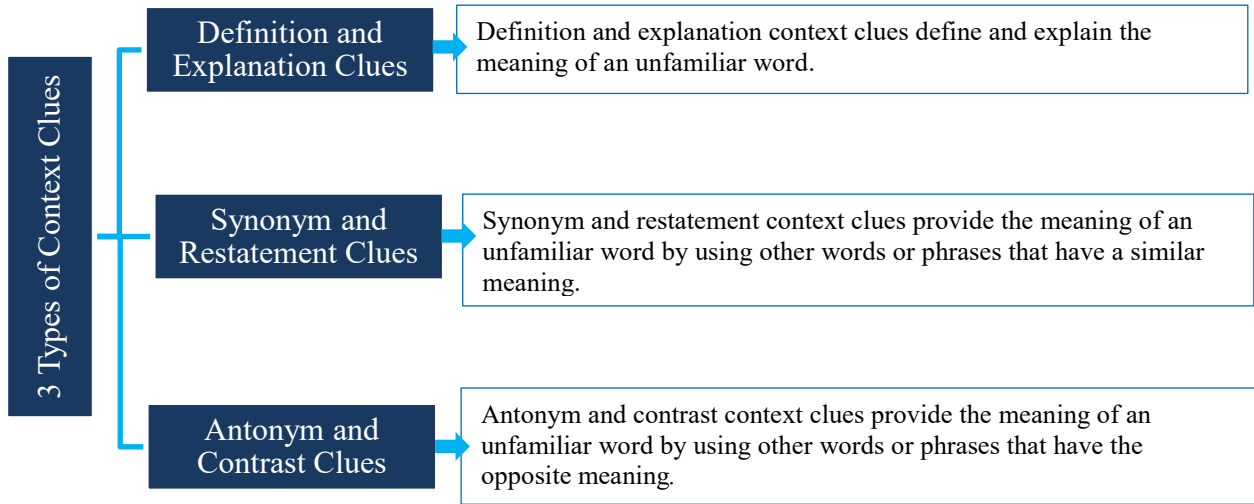 3 Types of Context Clues
Definition and
Explanation Clues
Definition and explanation context clues define and explain the
meaning of an unfamiliar word.
Synonym and
Restatement Clues
Synonym and restatement context clues provide the meaning of an
unfamiliar word by using other words or phrases that have a similar
meaning.
Antonym and
Contrast Clues
Antonym and contrast context clues provide the meaning of an
unfamiliar word by using other words or phrases that have the
opposite meaning.